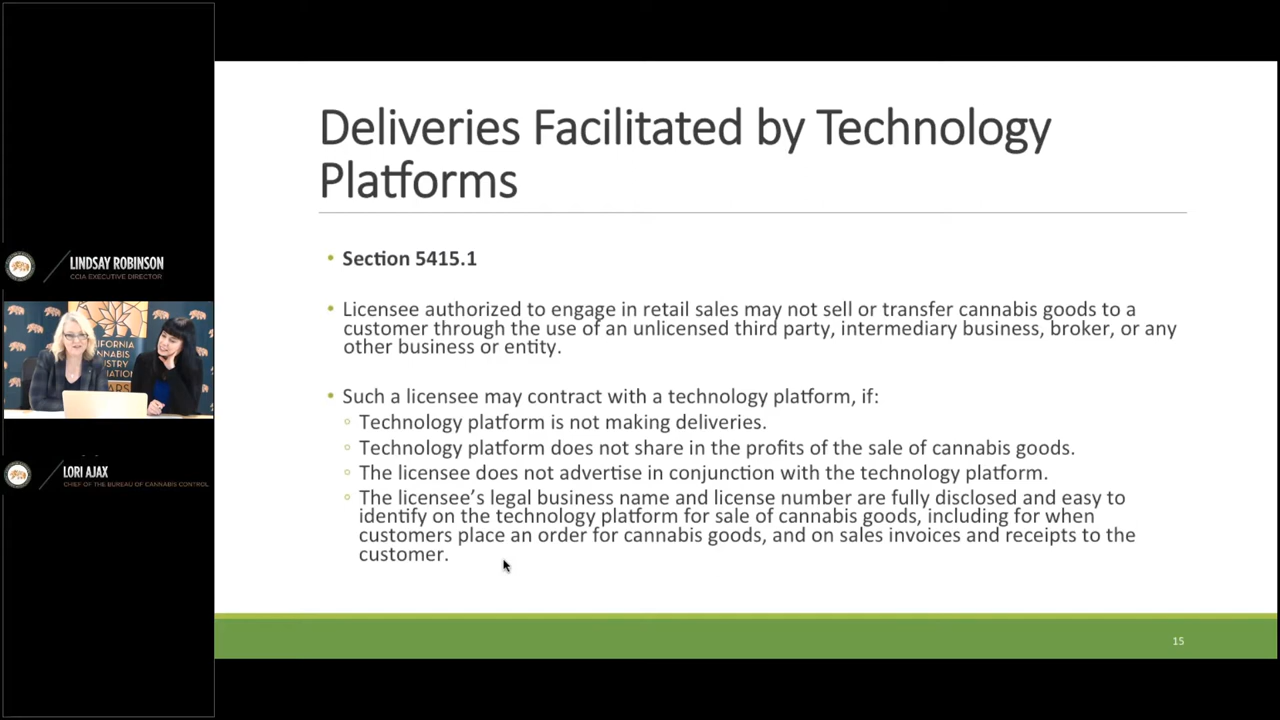 Deliveries Facilitated by Technology
Platforms
• Section 5415.1
• Licensee authorized to engage in retail sales may not sell or transfer cannabis goods to a
customer through the use of an unlicensed third party, intermediary business, broker, or any
other business or entity.
• Such a licensee may contract with a technology platform, if:
◦ Technology platform is not making deliveries.
◦ Technology platform does not share in the profits of the sale of cannabis goods.
◦ The licensee does not advertise in conjunction with the technology platform.
◦ The licensee's legal business name and license number are fully disclosed and easy to
identify on the technology platform for sale of cannabis goods, including for when
customers place an order for cannabis goods, and on sales invoices and receipts to the
customer.
15
LINDSAY ROBINSON
CCIA EXECUTIVE DIRECTOR
LORI AJAX
CHIEF OF THE BUREAU OF CANNABIS CONTROL